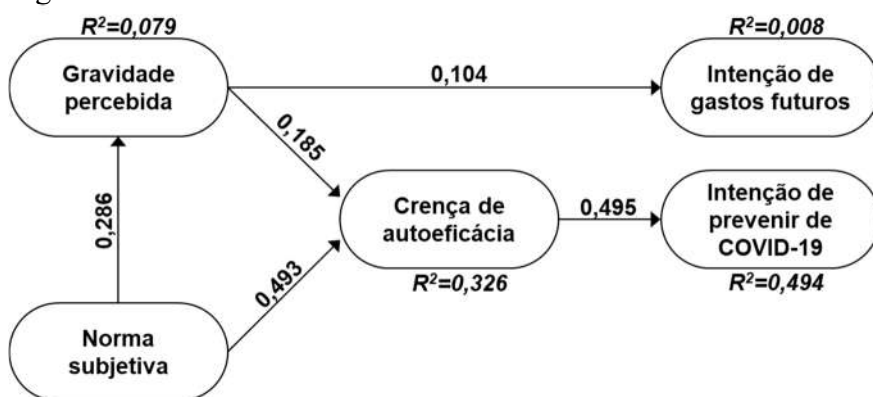 R²=0,079
Gravidade
percebida
0,104
R²=0,008
Intenção de
gastos futuros
0,185
0,286
Crença de
autoeficácia
R²=0,326
0,495
Intenção de
prevenir de
COVID-19
R²=0,494
0,493
Norma
subjetiva